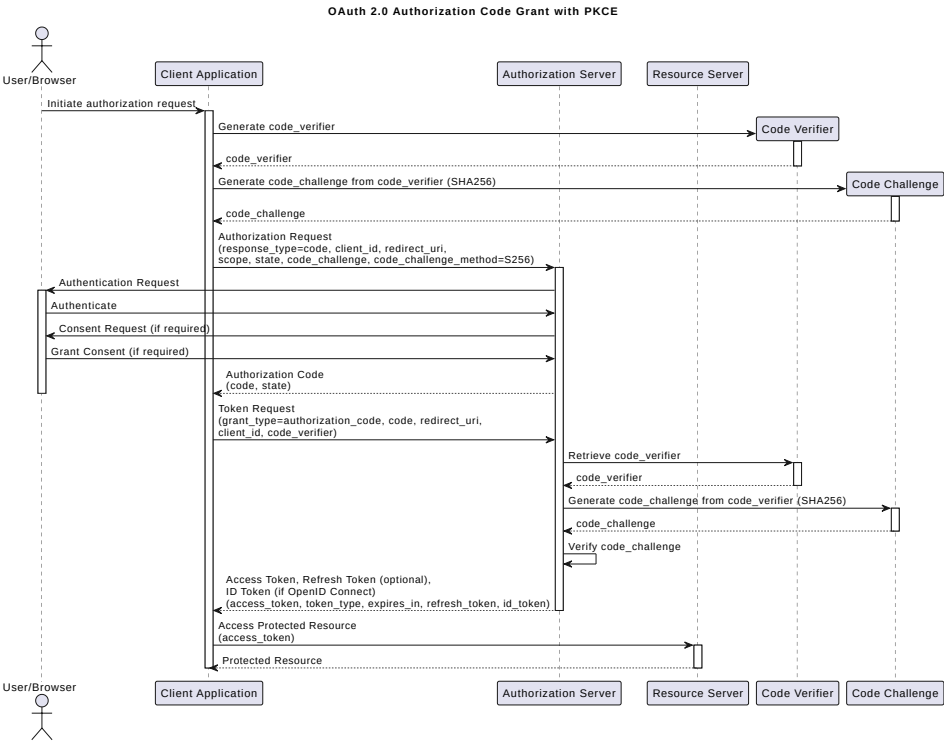 OAuth 2.0 Authorization Code Grant with PKCE
User/Browser
Client Application
Authorization Server
Resource Server
Initiate authorization request
Generate code_verifier
Code Verifier
code_verifier
Generate code_challenge from code_verifier (SHA256)
Code Challenge
code_challenge
Authorization Request
(response_type=code, client_id, redirect_uri,
scope, state, code_challenge, code_challenge_method=S256)
Authentication Request
Authenticate
Consent Request (if required)
Grant Consent (if required)
Authorization Code
(code, state)
Token Request
(grant_type=authorization_code, code, redirect_uri,
client_id, code_verifier)
Retrieve code_verifier
code_verifier
Generate code_challenge from code_verifier (SHA256)
code_challenge
Verify code_challenge
Access Token, Refresh Token (optional),
ID Token (if OpenID Connect)
(access_token, token_type, expires_in, refresh_token, id_token)
Access Protected Resource
(access_token)
Protected Resource
User/Browser
Client Application
Authorization Server
Resource Server
Code Verifier
Code Challenge